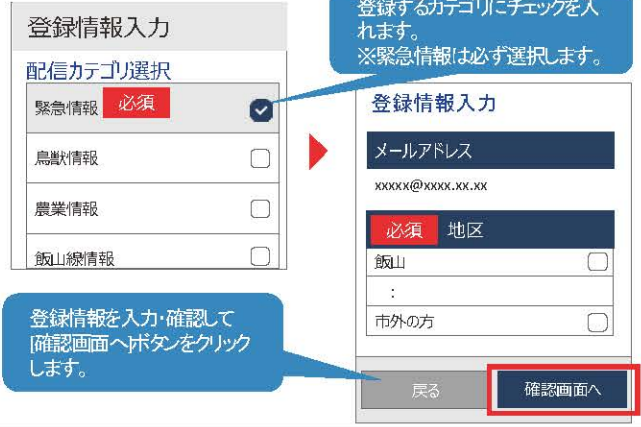 登録情報入力
配信カテゴリ選択
緊急情報 必須
鳥獣情報
農業情報
飯山線情報
登録するカテゴリにチェックを入
れます。
※緊急情報は必ず選択します。
登録情報入力
メールアドレス
xxxxx@xxxx.xx.xx
必須 地区
飯山
:
市外の方
登録情報を入力・確認して
[確認画面へ]ボタンをクリック
します。
戻る 確認画面へ